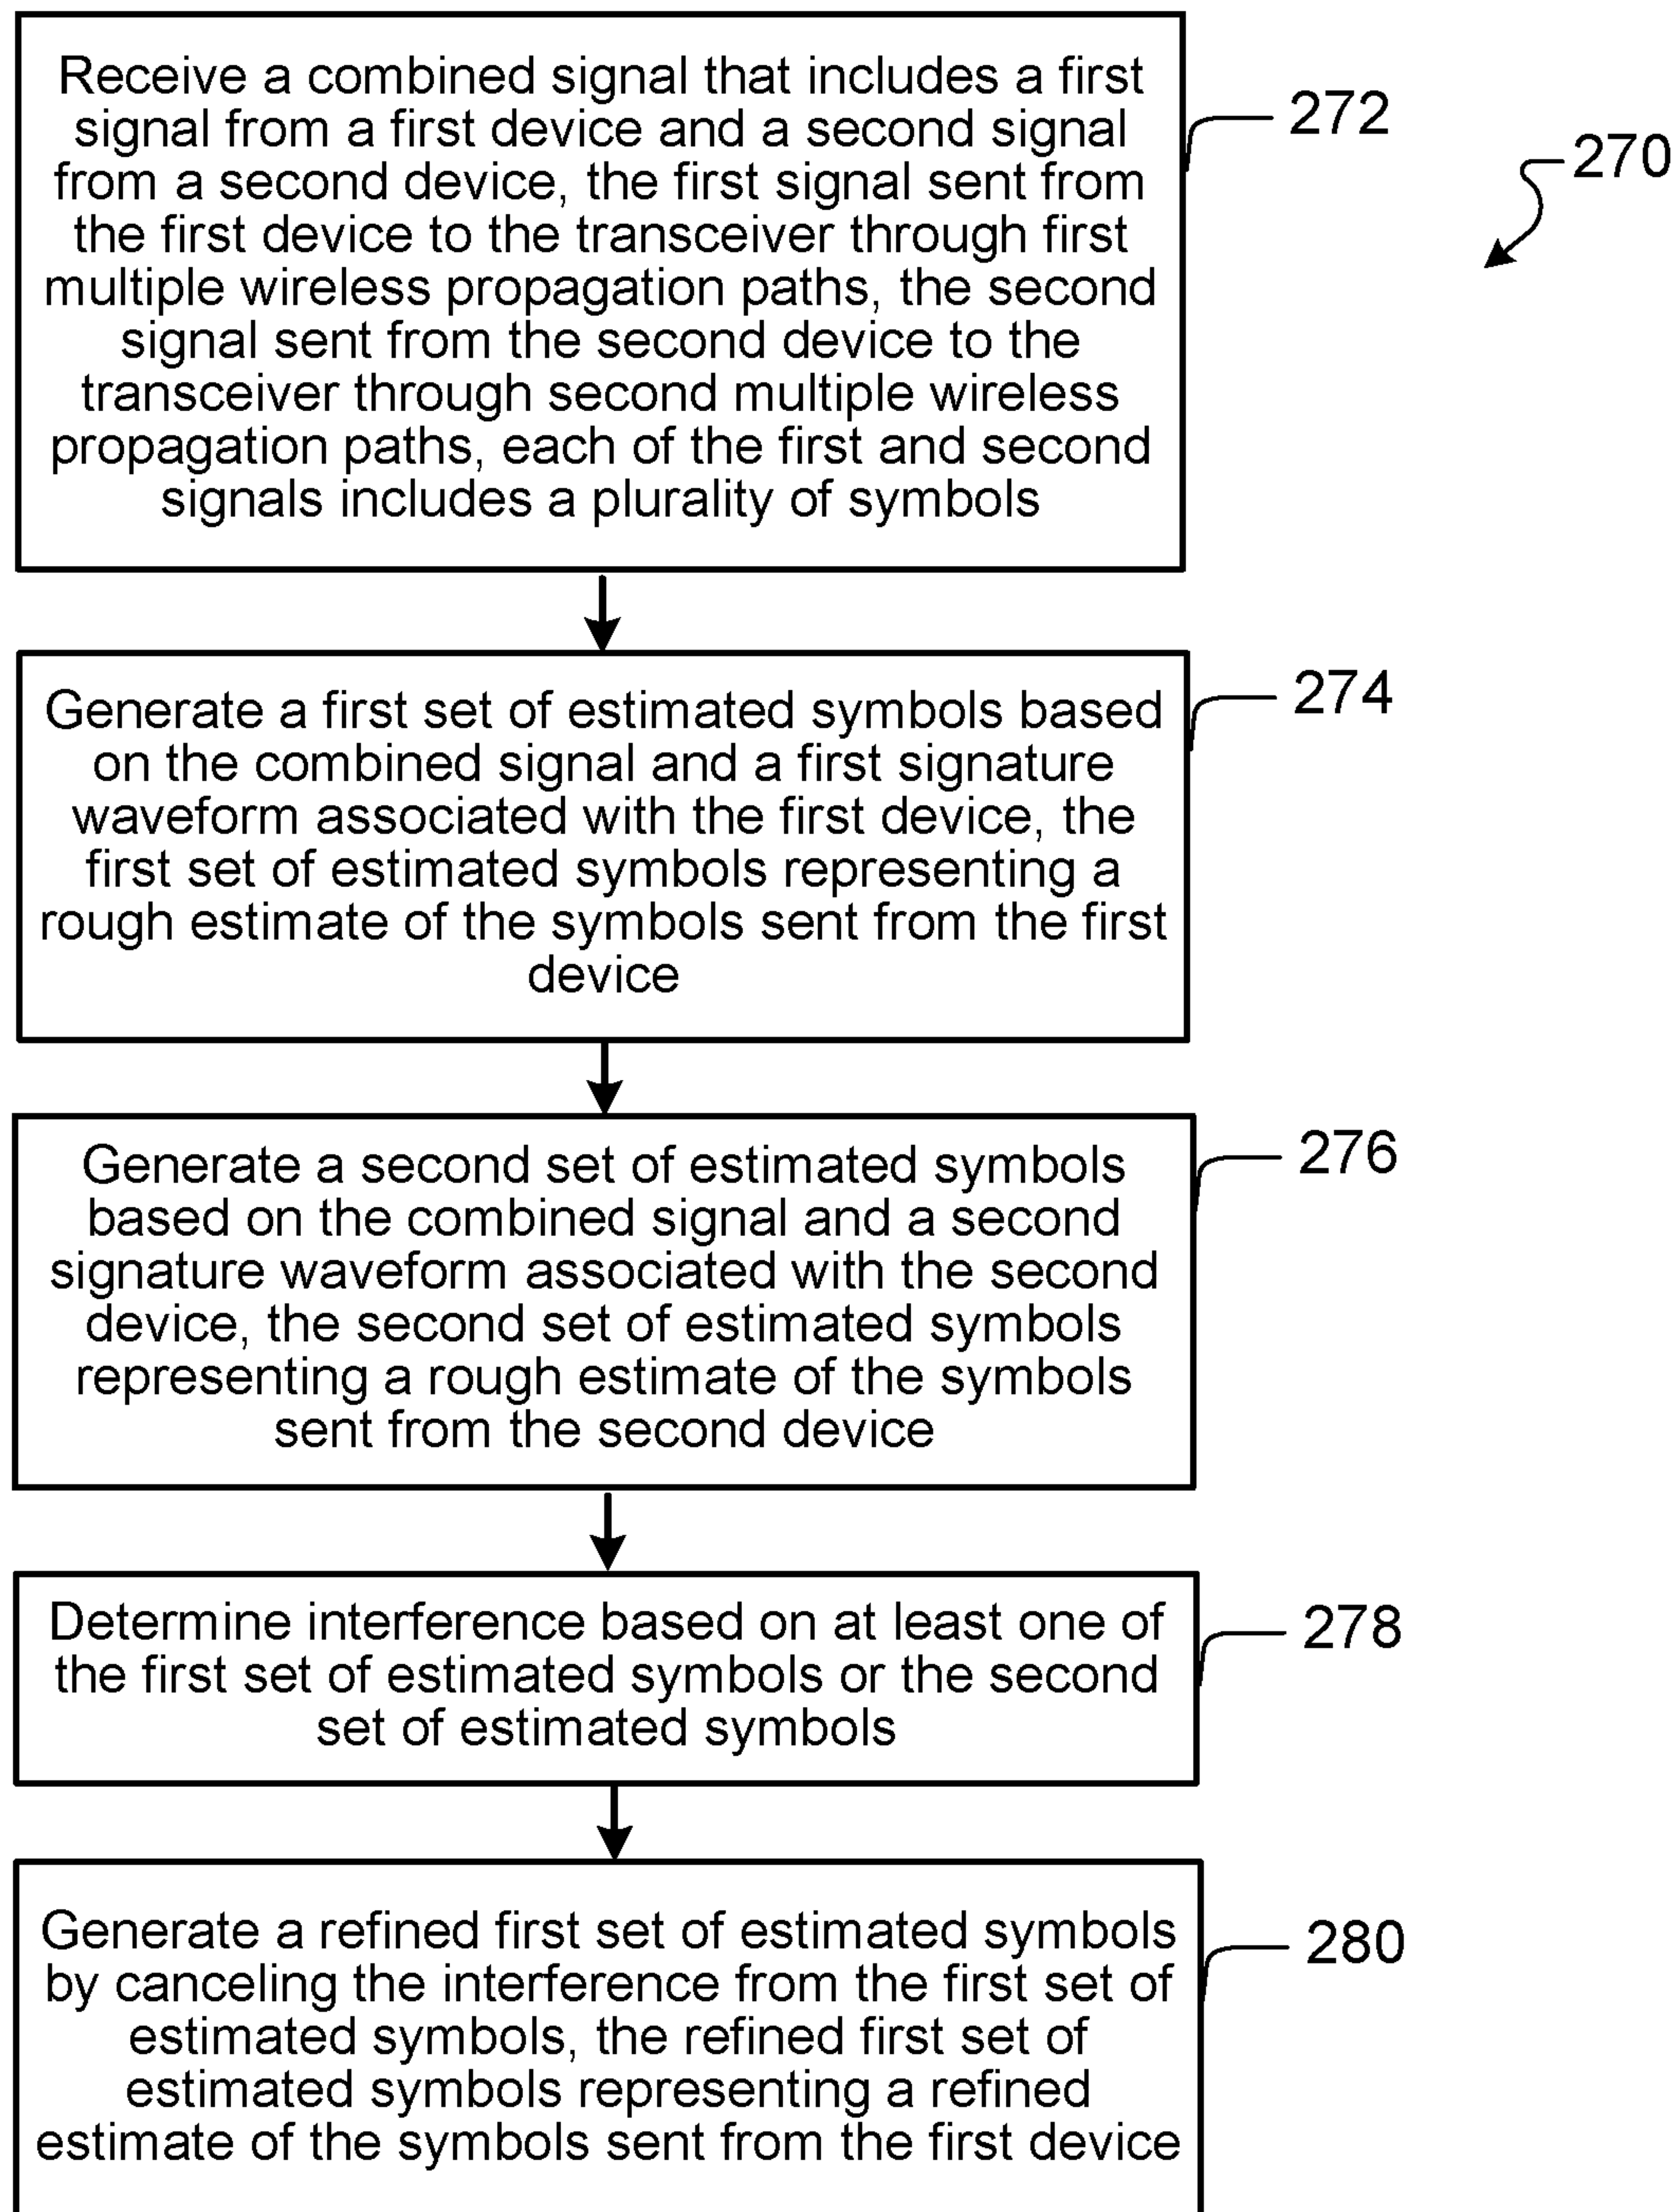 Receive a combined signal that includes a first
signal from a first device and a second signal
from a second device, the first signal sent from
the first device to the transceiver through first
multiple wireless propagation paths, the second
signal sent from the second device to the
transceiver through second multiple wireless
propagation paths, each of the first and second
signals includes a plurality of symbols
272
270
Generate a first set of estimated symbols based
on the combined signal and a first signature
waveform associated with the first device, the
first set of estimated symbols representing a
rough estimate of the symbols sent from the first
device
274
Generate a second set of estimated symbols
based on the combined signal and a second
signature waveform associated with the second
device, the second set of estimated symbols
representing a rough estimate of the symbols
sent from the second device
276
Determine interference based on at least one of
the first set of estimated symbols or the second
set of estimated symbols
278
Generate a refined first set of estimated symbols
by canceling the interference from the first set of
estimated symbols, the refined first set of
estimated symbols representing a refined
estimate of the symbols sent from the first device
280